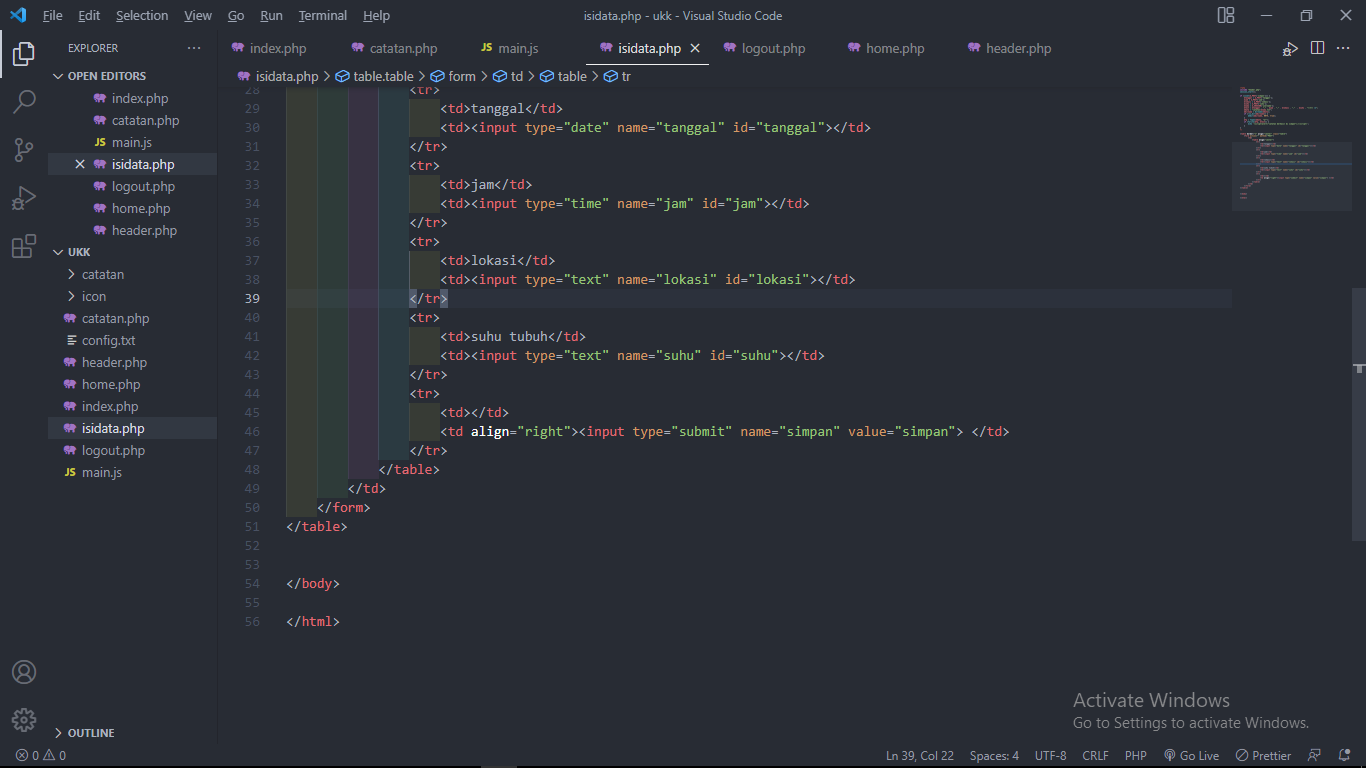 File Edit Selection View Go Run Terminal Help isidata.php - ukk - Visual Studio Code
EXPLORER
OPEN EDITORS
index.php
catatan.php
JS main.js
isidata.php
logout.php
home.php
header.php
UKK
catatan
icon
catatan.php
config.txt
header.php
home.php
index.php
isidata.php
logout.php
JS main.js
OUTLINE
index.php catatan.php JS main.js isidata.php logout.php home.php header.php
isidata.php > table.table > form > td > table > tr
28 <tr>
29 <td>tanggal</td>
30 <td><input type="date" name="tanggal" id="tanggal"></td>
31 </tr>
32 <tr>
33 <td>jam</td>
34 <td><input type="time" name="jam" id="jam"></td>
35 </tr>
36 <tr>
37 <td>lokasi</td>
38 <td><input type="text" name="lokasi" id="lokasi"></td>
39 </tr>
40 <tr>
41 <td>suhu tubuh</td>
42 <td><input type="text" name="suhu" id="suhu"></td>
43 </tr>
44 <tr>
45 <td></td>
46 <td align="right"><input type="submit" name="simpan" value="simpan"> </td>
47 </tr>
48 </table>
49 </td>
50 </form>
51 </table>
52
53
54 </body>
55
56 </html>
Activate Windows
Go to Settings to activate Windows.
0 0 Ln 39, Col 22 Spaces: 4 UTF-8 CRLF PHP Go Live Prettier